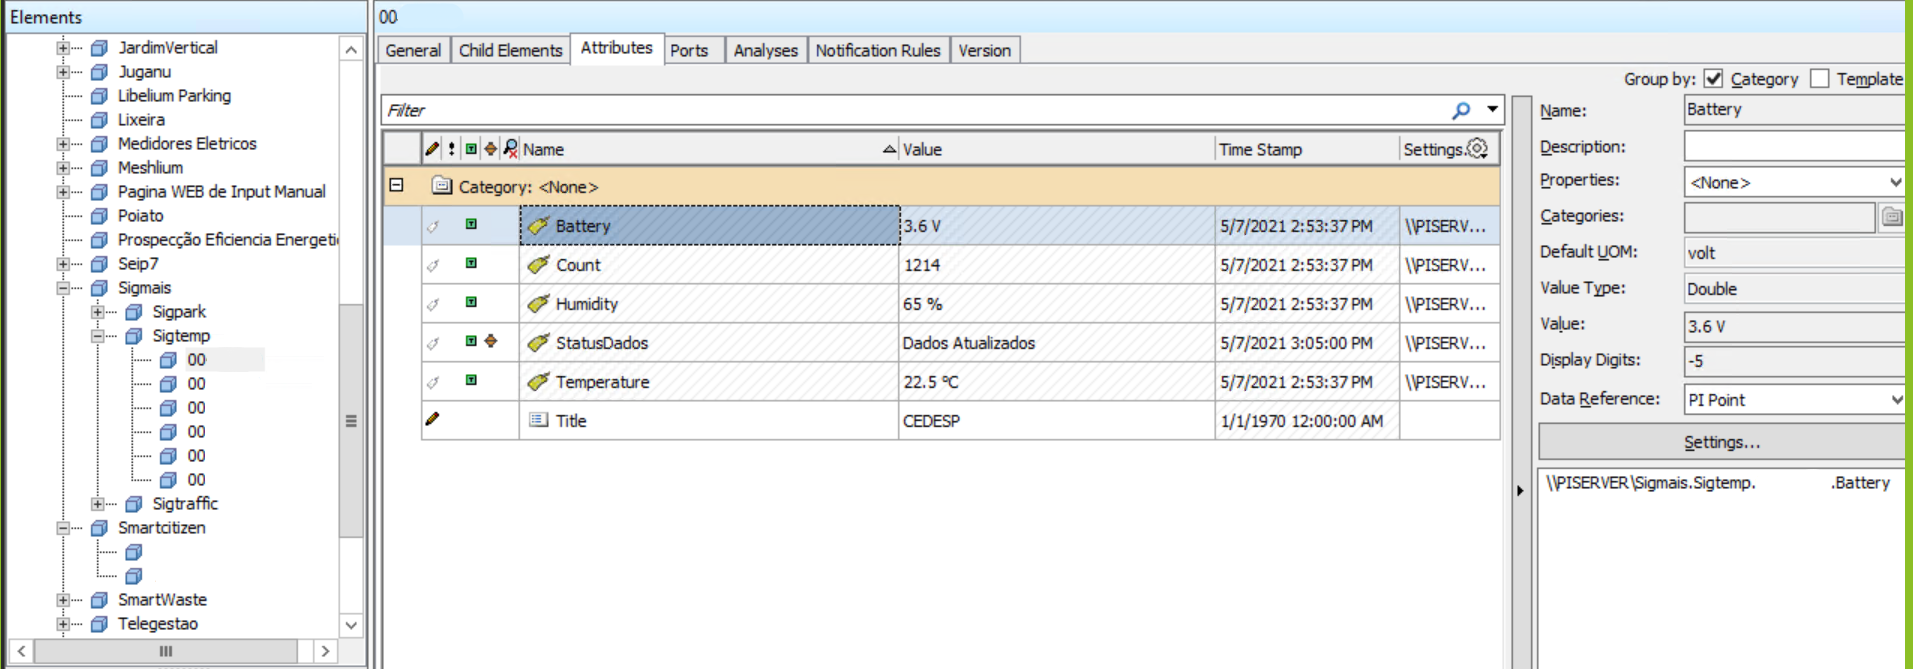 Elements
JardimVertical
Juganu
Libelium Parking
Lixeira
Medidores Eletricos
Meshlium
Pagina WEB de Input Manual
Poiato
Prospecção Eficiencia Energeti
Seip7
Sigmais
Sigpark
Sigtemp
00
00
00
00
00
00
Sigtraffic
Smartcitizen
SmartWaste
Telegestao
00
General Child Elements Attributes Ports Analyses Notification Rules Version
Group by: Category Template
Filter
Name Value Time Stamp Settings
Category: <None>
Battery 3.6 V 5/7/2021 2:53:37 PM \\PISERV...
Count 1214 5/7/2021 2:53:37 PM \\PISERV...
Humidity 65 % 5/7/2021 2:53:37 PM \\PISERV...
StatusDados Dados Atualizados 5/7/2021 3:05:00 PM \\PISERV...
Temperature 22.5 °C 5/7/2021 2:53:37 PM \\PISERV...
Title CEDESP 1/1/1970 12:00:00 AM
Name: Battery
Description:
Properties: <None>
Categories:
Default UOM: volt
Value Type: Double
Value: 3.6 V
Display Digits: -5
Data Reference: PI Point
Settings...
\\PISERVER\Sigmais.Sigtemp. .Battery